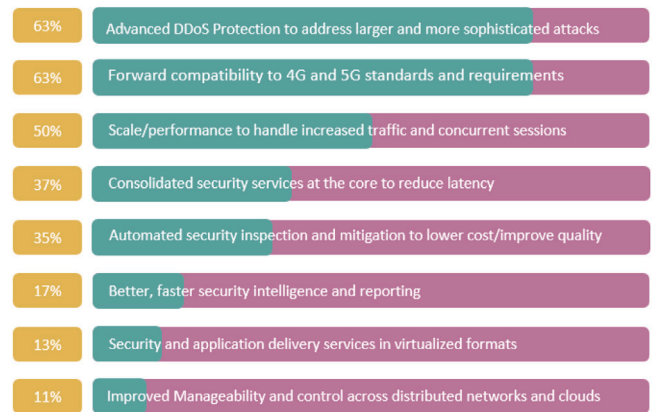 63% Advanced DDoS Protection to address larger and more sophisticated attacks
63% Forward compatibility to 4G and 5G standards and requirements
50% Scale/performance to handle increased traffic and concurrent sessions
37% Consolidated security services at the core to reduce latency
35% Automated security inspection and mitigation to lower cost/improve quality
17% Better, faster security intelligence and reporting
13% Security and application delivery services in virtualized formats
11% Improved Manageability and control across distributed networks and clouds